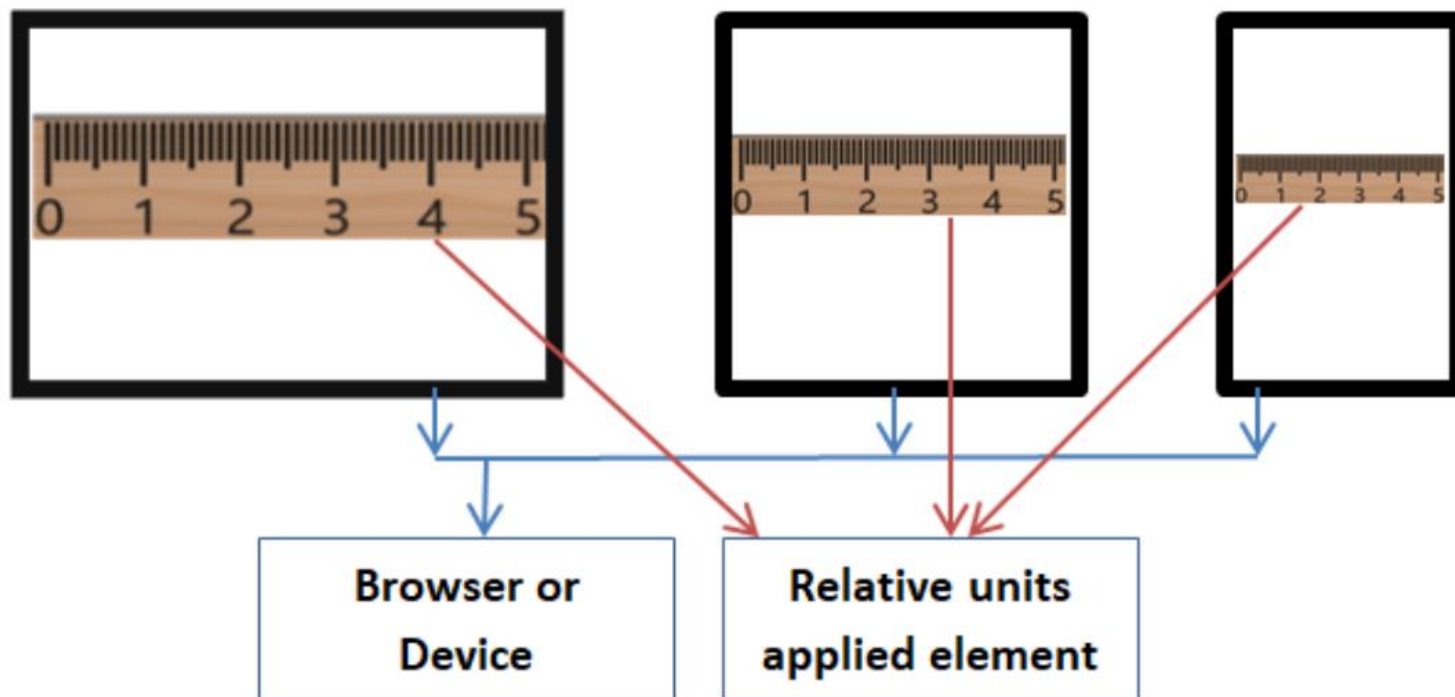 0 1 2 3 4 5
0 1 2 3 4 5
0 1 2 3 4 5
Browser or
Device
Relative units
applied element